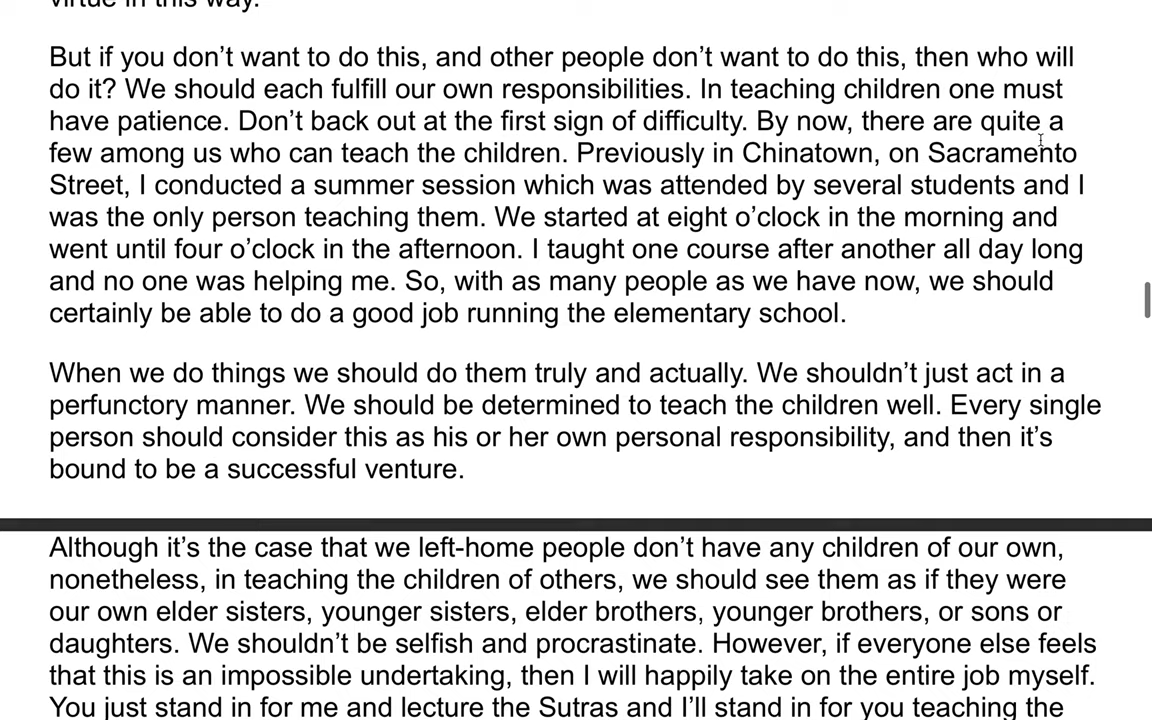 virtue in this way.
But if you don’t want to do this, and other people don’t want to do this, then who will
do it? We should each fulfill our own responsibilities. In teaching children one must
have patience. Don’t back out at the first sign of difficulty. By now, there are quite a
few among us who can teach the children. Previously in Chinatown, on Sacramento
Street, I conducted a summer session which was attended by several students and I
was the only person teaching them. We started at eight o’clock in the morning and
went until four o’clock in the afternoon. I taught one course after another all day long
and no one was helping me. So, with as many people as we have now, we should
certainly be able to do a good job running the elementary school.
When we do things we should do them truly and actually. We shouldn’t just act in a
perfunctory manner. We should be determined to teach the children well. Every single
person should consider this as his or her own personal responsibility, and then it’s
bound to be a successful venture.
Although it’s the case that we left-home people don’t have any children of our own,
nonetheless, in teaching the children of others, we should see them as if they were
our own elder sisters, younger sisters, elder brothers, younger brothers, or sons or
daughters. We shouldn’t be selfish and procrastinate. However, if everyone else feels
that this is an impossible undertaking, then I will happily take on the entire job myself.
You just stand in for me and lecture the Sutras and I’ll stand in for you teaching the